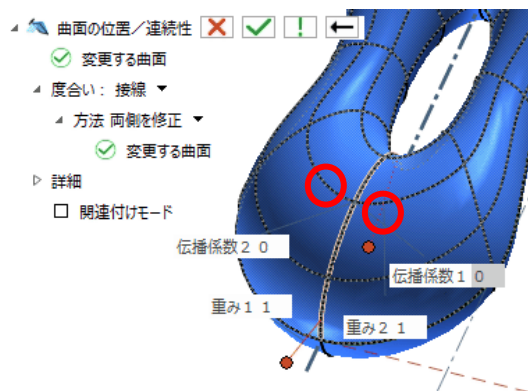 曲面の位置／連続性
変更する曲面
度合い： 接線
方法 両側を修正
変更する曲面
詳細
関連付けモード
伝播係数２ 0
伝播係数１ 0
重み１ 1
重み２ 1